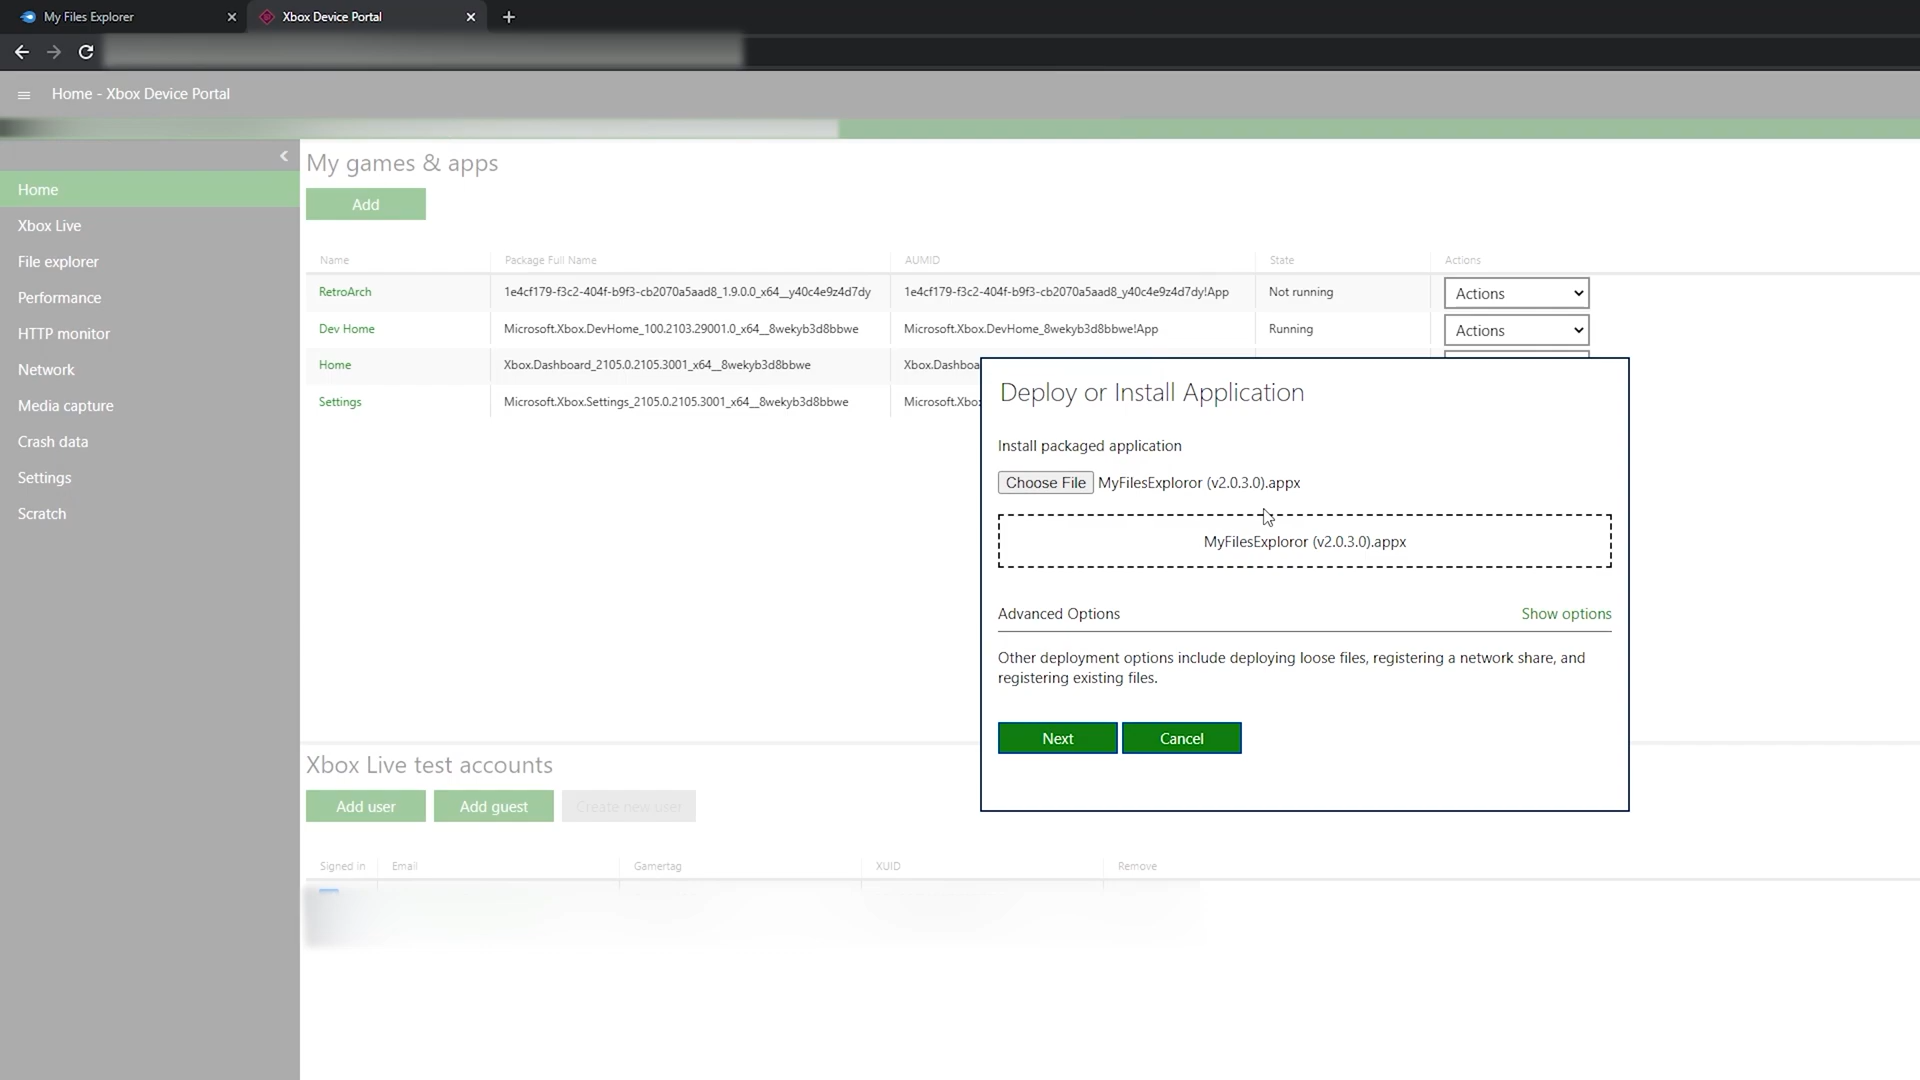 My Files Explorer
Xbox Device Portal
Home - Xbox Device Portal
Home
Xbox Live
File explorer
Performance
HTTP monitor
Network
Media capture
Crash data
Settings
Scratch
My games & apps
Add
Name Package Full Name AUMID State Actions
RetroArch 1e4cf179-f3c2-404f-b9f3-cb2070a5aad8_1.9.0.0_x64__y40c4e9z4d7dy 1e4cf179-f3c2-404f-b9f3-cb2070a5aad8_y40c4e9z4d7dy!App Not running Actions
Dev Home Microsoft.Xbox.DevHome_100.2103.29001.0_x64__8wekyb3d8bbwe Microsoft.Xbox.DevHome_8wekyb3d8bbwe!App Running Actions
Home Xbox.Dashboard_2105.0.2105.3001_x64__8wekyb3d8bbwe Xbox.Dashboa
Settings Microsoft.Xbox.Settings_2105.0.2105.3001_x64__8wekyb3d8bbwe Microsoft.Xbo
Deploy or Install Application
Install packaged application
Choose File MyFilesExploror (v2.0.3.0).appx
MyFilesExploror (v2.0.3.0).appx
Advanced Options Show options
Other deployment options include deploying loose files, registering a network share, and
registering existing files.
Next Cancel
Xbox Live test accounts
Add user Add guest Create new user
Signed in Email Gamertag XUID Remove